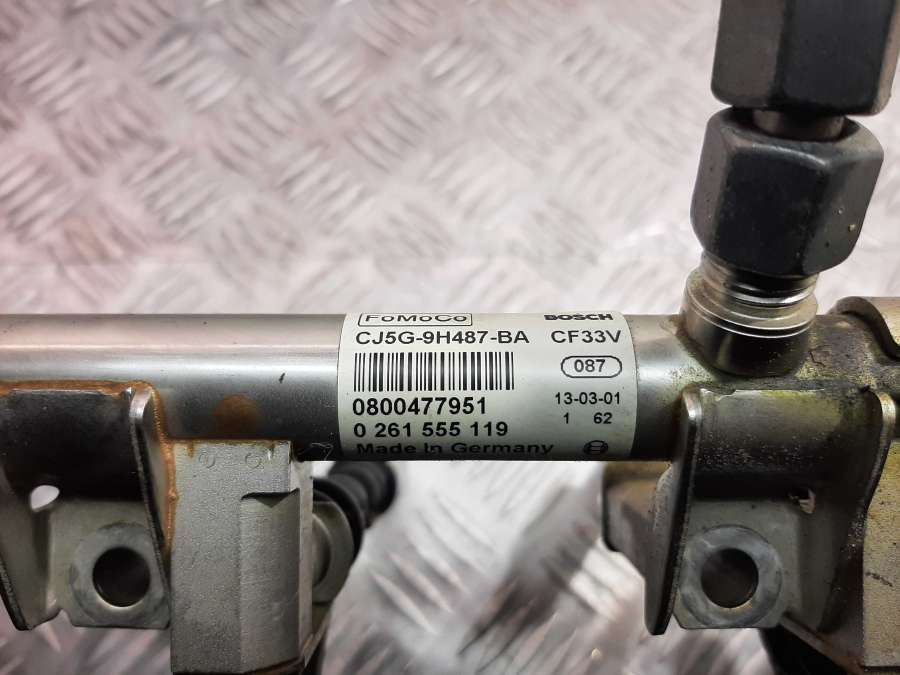 FoMoCo BOSCH
CJ5G-9H487-BA CF33V
087
0800477951 13-03-01
0 261 555 119 1 62
Made in Germany